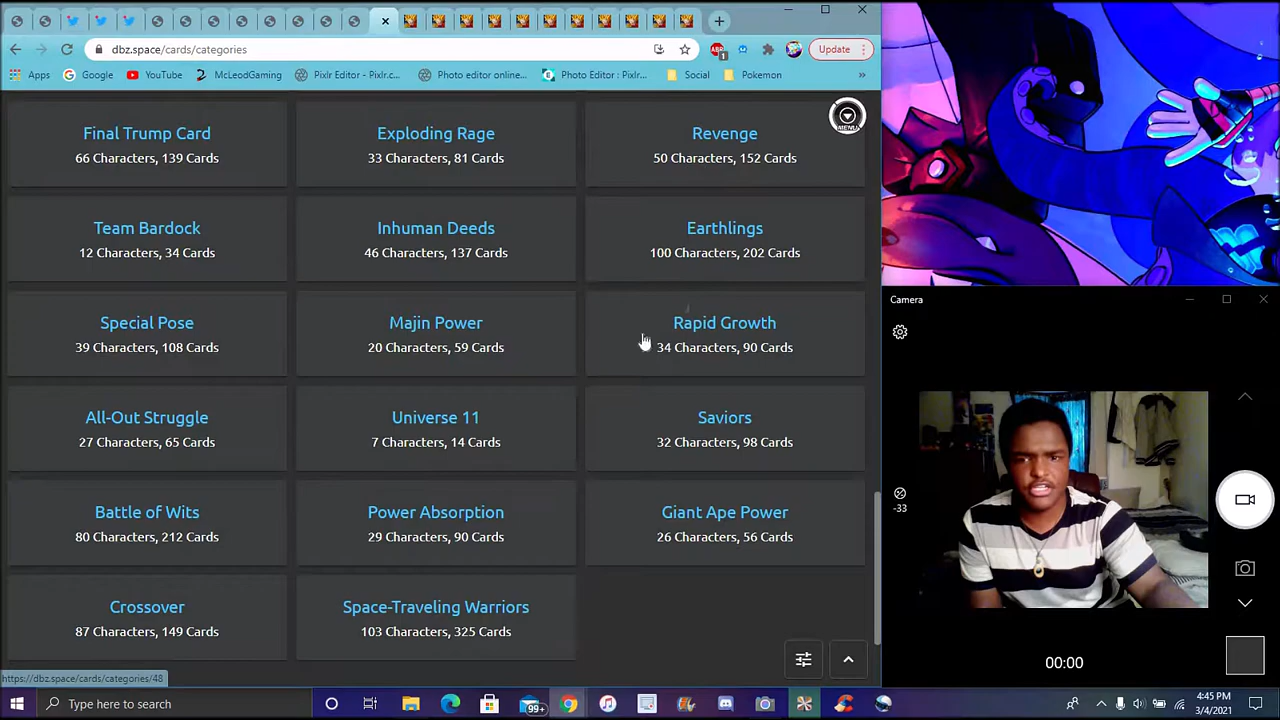 dbz.space/cards/categories
Update
Apps
Google
YouTube
McLeodGaming
Pixlr Editor - Pixlr.c...
Photo editor online...
Photo Editor : Pixlr...
Social
Pokemon
»
MENU
Final Trump Card
66 Characters, 139 Cards
Exploding Rage
33 Characters, 81 Cards
Revenge
50 Characters, 152 Cards
Team Bardock
12 Characters, 34 Cards
Inhuman Deeds
46 Characters, 137 Cards
Earthlings
100 Characters, 202 Cards
Special Pose
39 Characters, 108 Cards
Majin Power
20 Characters, 59 Cards
Rapid Growth
34 Characters, 90 Cards
All-Out Struggle
27 Characters, 65 Cards
Universe 11
7 Characters, 14 Cards
Saviors
32 Characters, 98 Cards
Battle of Wits
80 Characters, 212 Cards
Power Absorption
29 Characters, 90 Cards
Giant Ape Power
26 Characters, 56 Cards
Crossover
87 Characters, 149 Cards
Space-Traveling Warriors
103 Characters, 325 Cards
https://dbz.space/cards/categories/48
Camera
-33
00:00
Type here to search
99+
4:45 PM
3/4/2021